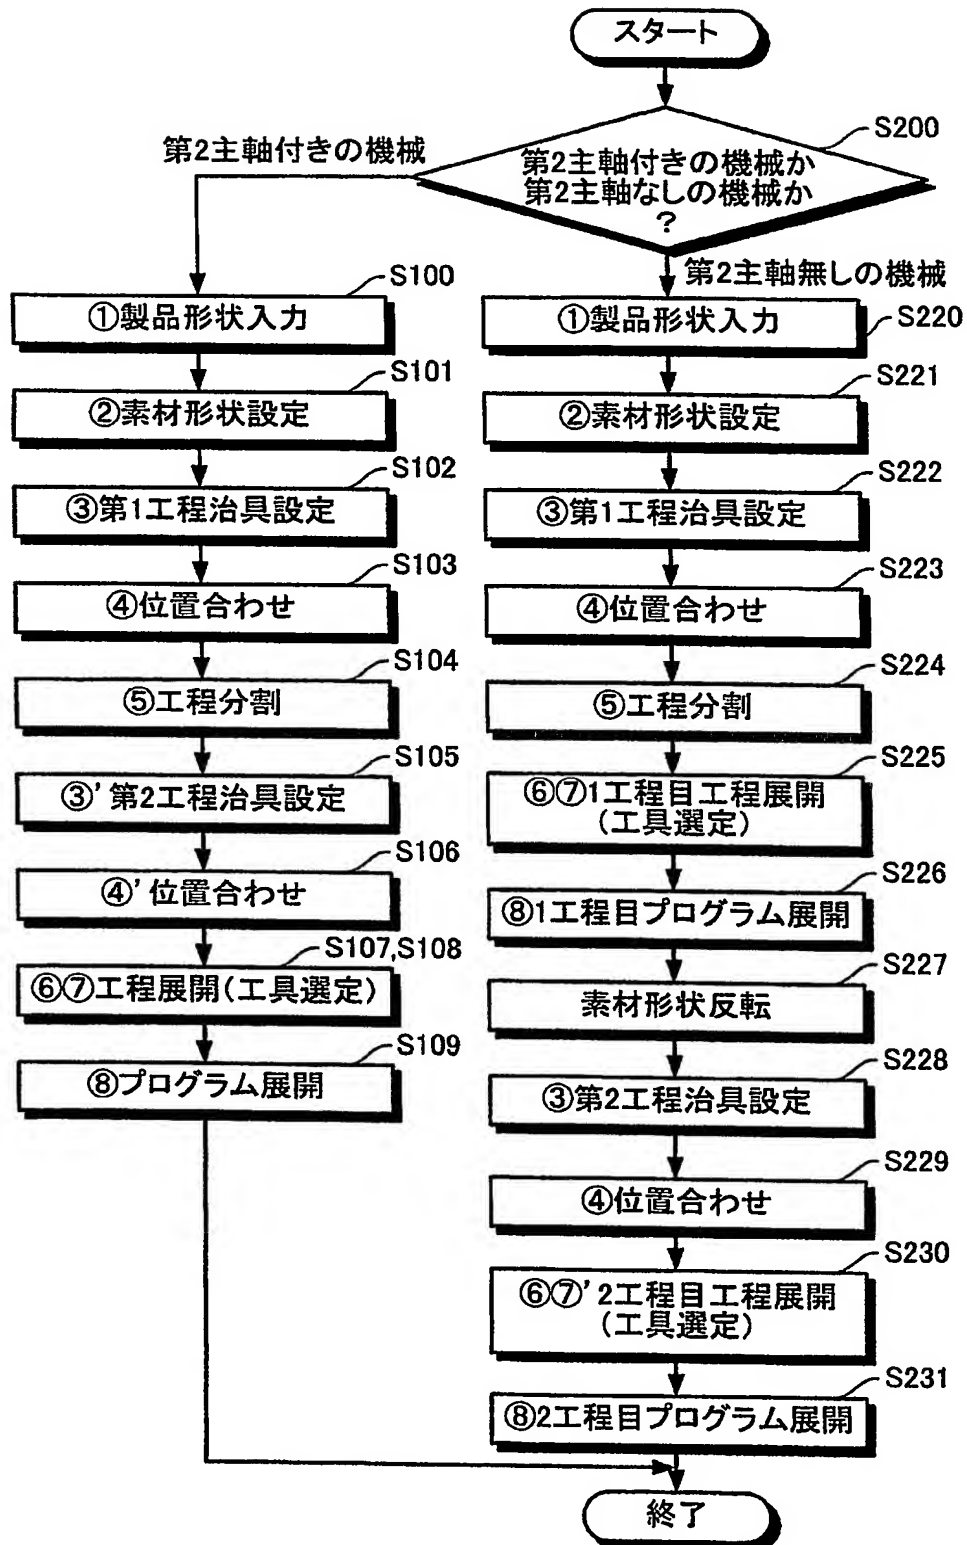 スタート
S200
第2主軸付きの機械か
第2主軸なしの機械か
?
第2主軸付きの機械
第2主軸無しの機械
S100
①製品形状入力
S101
②素材形状設定
S102
③第1工程治具設定
S103
④位置合わせ
S104
⑤工程分割
S105
③'第2工程治具設定
S106
④'位置合わせ
S107,S108
⑥⑦工程展開(工具選定)
S109
⑧プログラム展開
S220
①製品形状入力
S221
②素材形状設定
S222
③第1工程治具設定
S223
④位置合わせ
S224
⑤工程分割
S225
⑥⑦1工程目工程展開
(工具選定)
S226
⑧1工程目プログラム展開
S227
素材形状反転
S228
③第2工程治具設定
S229
④位置合わせ
S230
⑥⑦'2工程目工程展開
(工具選定)
S231
⑧2工程目プログラム展開
終了